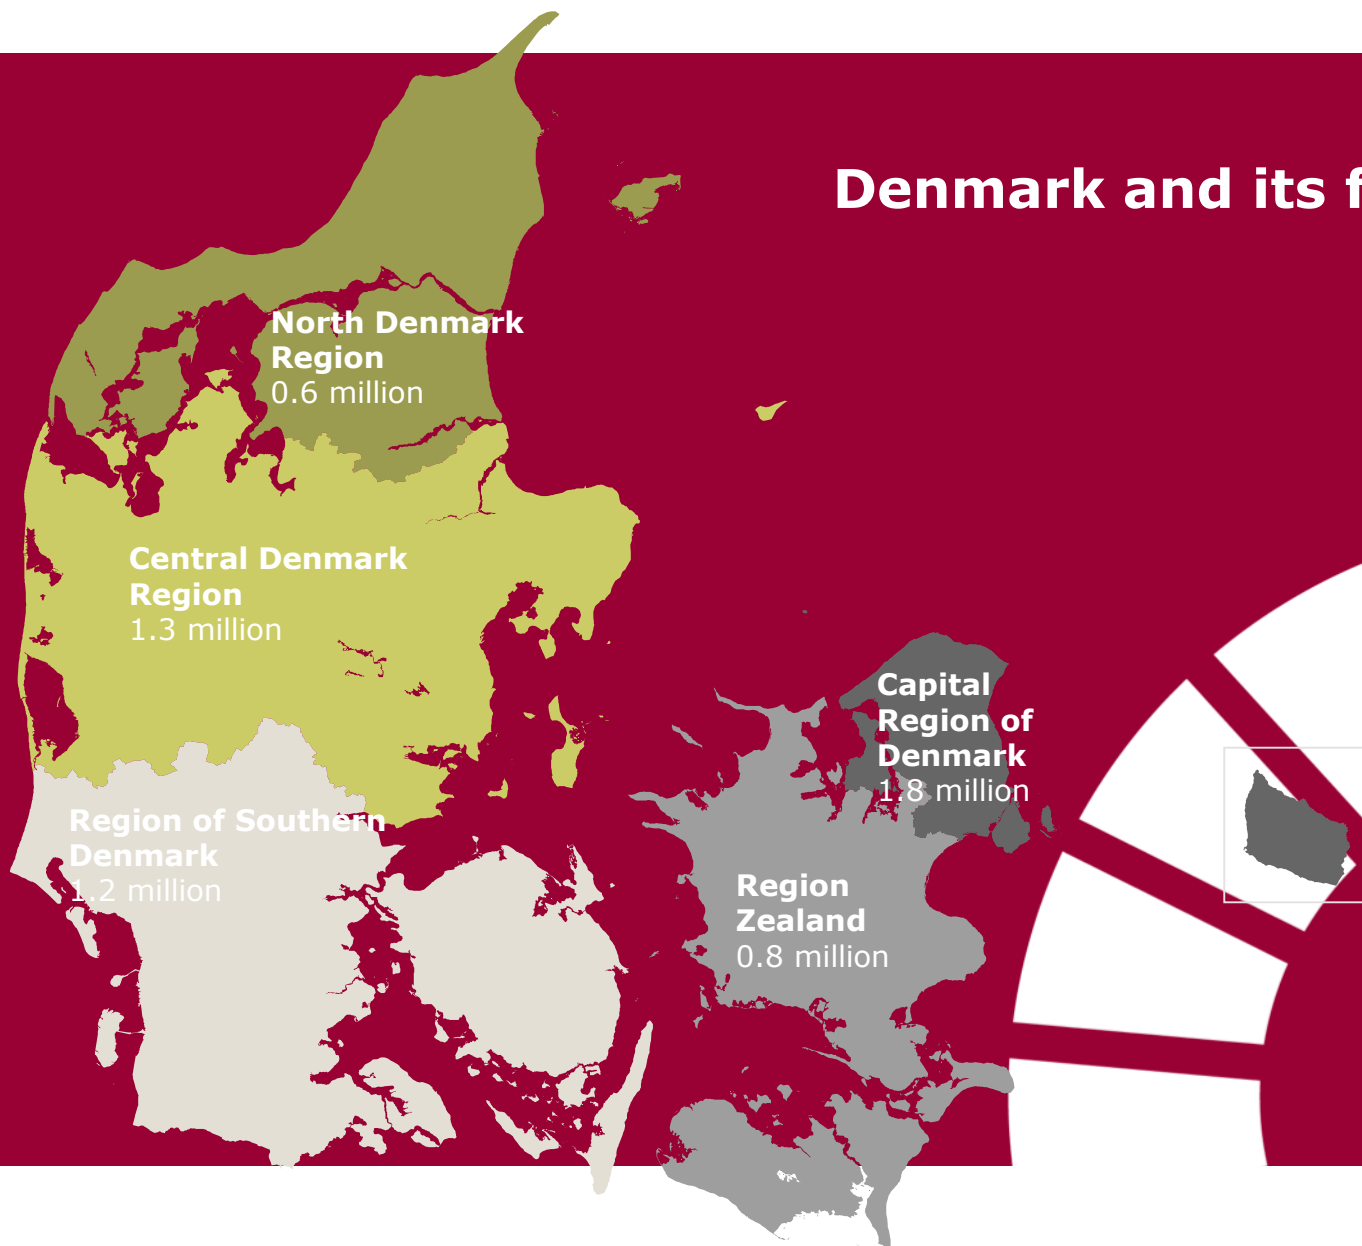 Denmark and its f
North Denmark
Region
0.6 million
Central Denmark
Region
1.3 million
Capital
Region of
Denmark
1.8 million
Region of Southern
Denmark
1.2 million
Region
Zealand
0.8 million